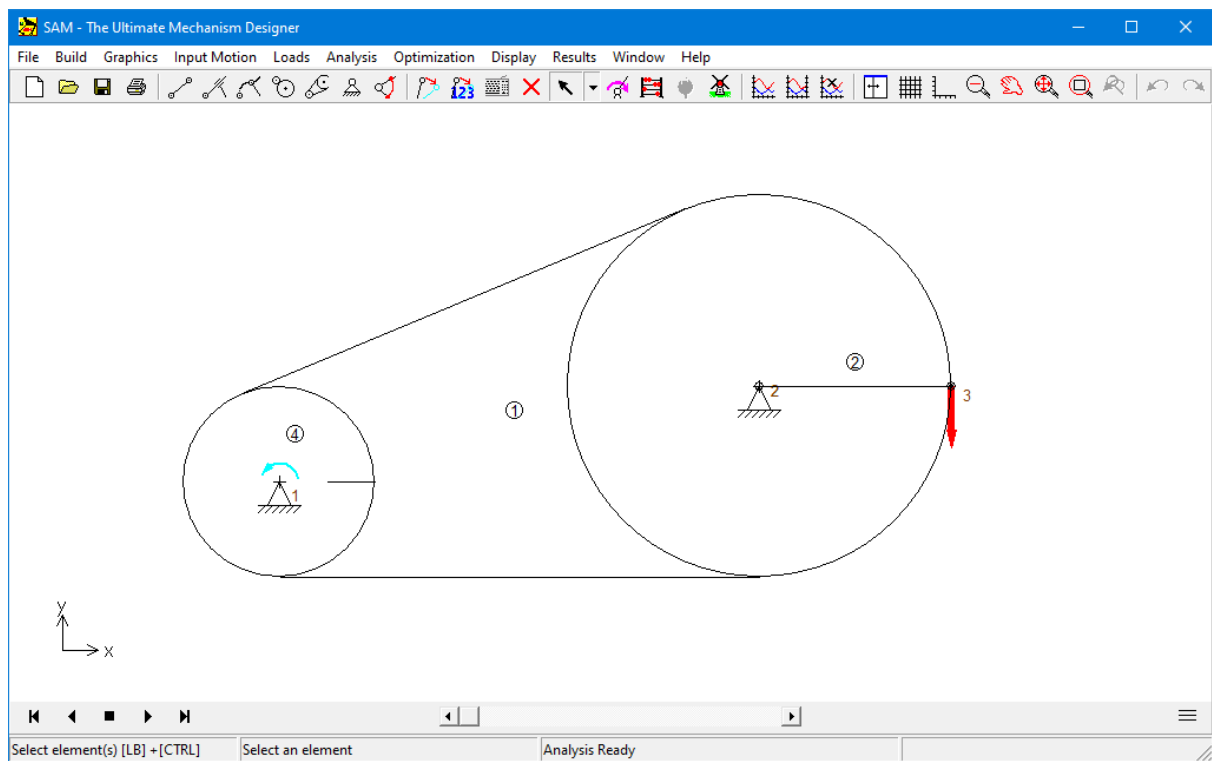 SAM - The Ultimate Mechanism Designer
File Build Graphics Input Motion Loads Analysis Optimization Display Results Window Help
123
2
3
2
1
4
1
y
x
Select element(s) [LB] +[CTRL] Select an element Analysis Ready